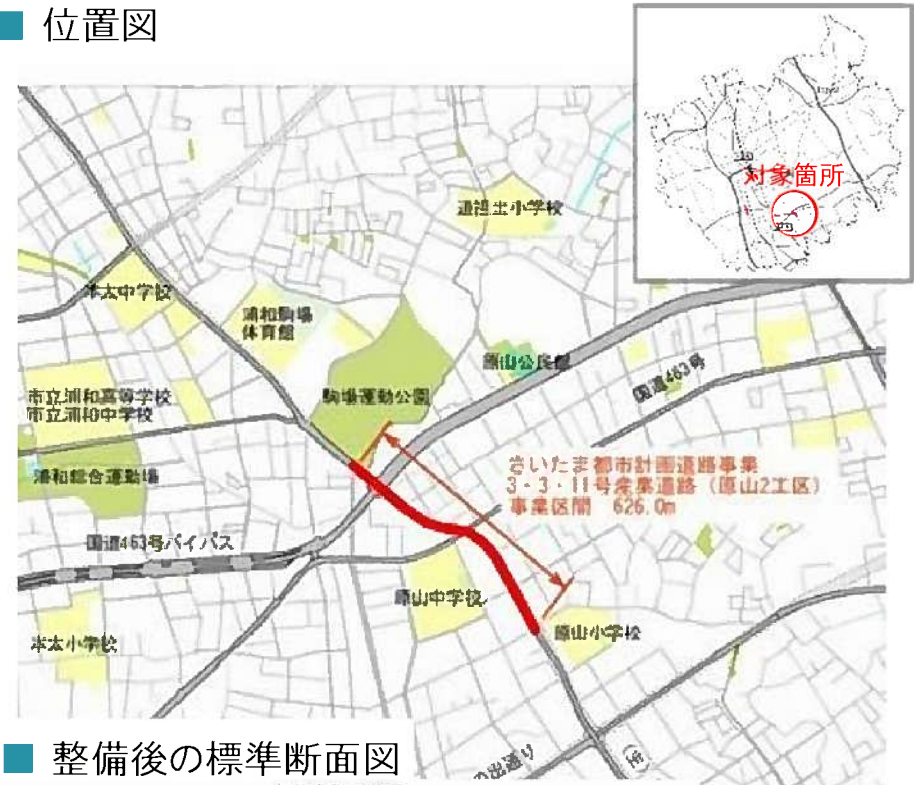 位置図
対象箇所
道祖土小学校
本太中学校
浦和駒場
体育館
原山公民館
国道463号
駒場運動公園
市立浦和高等学校
市立浦和中学校
さいたま都市計画道路事業
3・3・11号産業道路（原山2工区）
事業区間 626.0m
浦和総合運動場
国道463号バイパス
原山中学校
原山小学校
本太小学校
の出通り
整備後の標準断面図